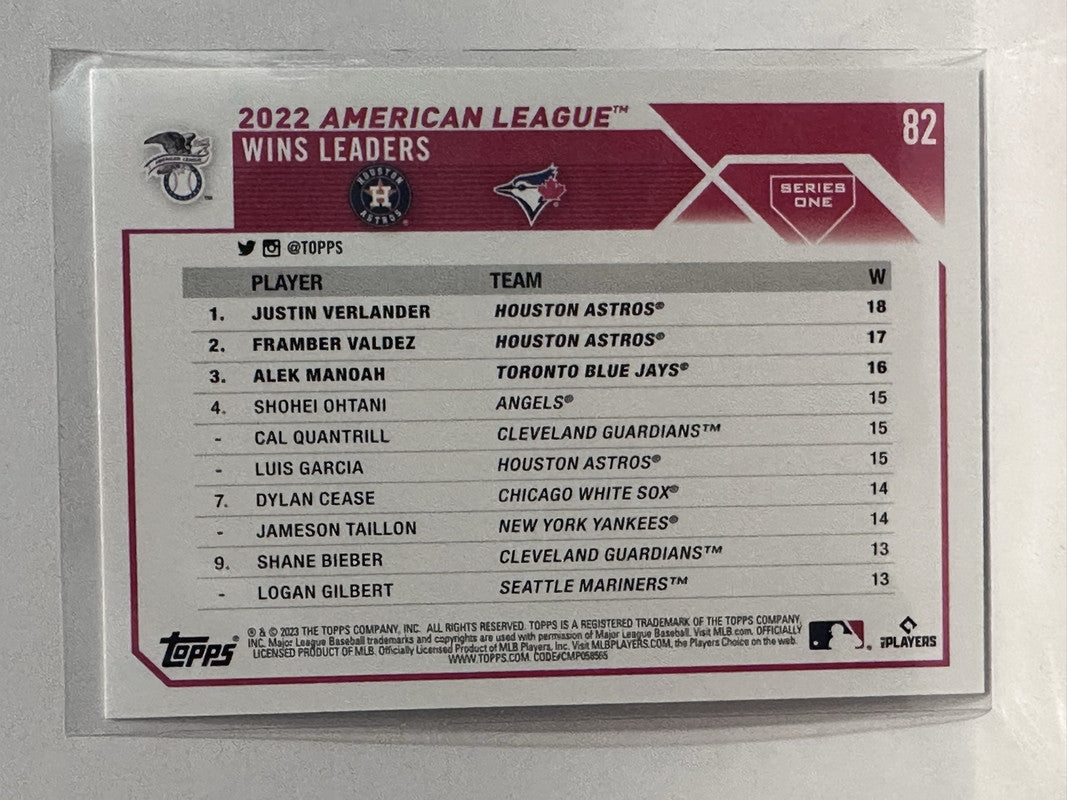 2022 AMERICAN LEAGUE™
82
WINS LEADERS
AMERICAN LEAGUE
HOUSTON
H
ASTROS
SERIES
ONE
@TOPPS
PLAYER TEAM W
1. JUSTIN VERLANDER HOUSTON ASTROS® 18
2. FRAMBER VALDEZ HOUSTON ASTROS® 17
3. ALEK MANOAH TORONTO BLUE JAYS® 16
4. SHOHEI OHTANI ANGELS® 15
- CAL QUANTRILL CLEVELAND GUARDIANS™ 15
- LUIS GARCIA HOUSTON ASTROS® 15
7. DYLAN CEASE CHICAGO WHITE SOX® 14
- JAMESON TAILLON NEW YORK YANKEES® 14
9. SHANE BIEBER CLEVELAND GUARDIANS™ 13
- LOGAN GILBERT SEATTLE MARINERS™ 13
Topps®
® & © 2023 THE TOPPS COMPANY, INC. ALL RIGHTS RESERVED. TOPPS IS A REGISTERED TRADEMARK OF THE TOPPS COMPANY,
INC. Major League Baseball trademarks and copyrights are used with permission of Major League Baseball. Visit MLB.com. OFFICIALLY
LICENSED PRODUCT OF MLB. Officially Licensed Product of MLB Players, Inc. Visit MLBPLAYERS.COM, the Players Choice on the web.
WWW.TOPPS.COM. CODE#CMP058565
MLB PLAYERS